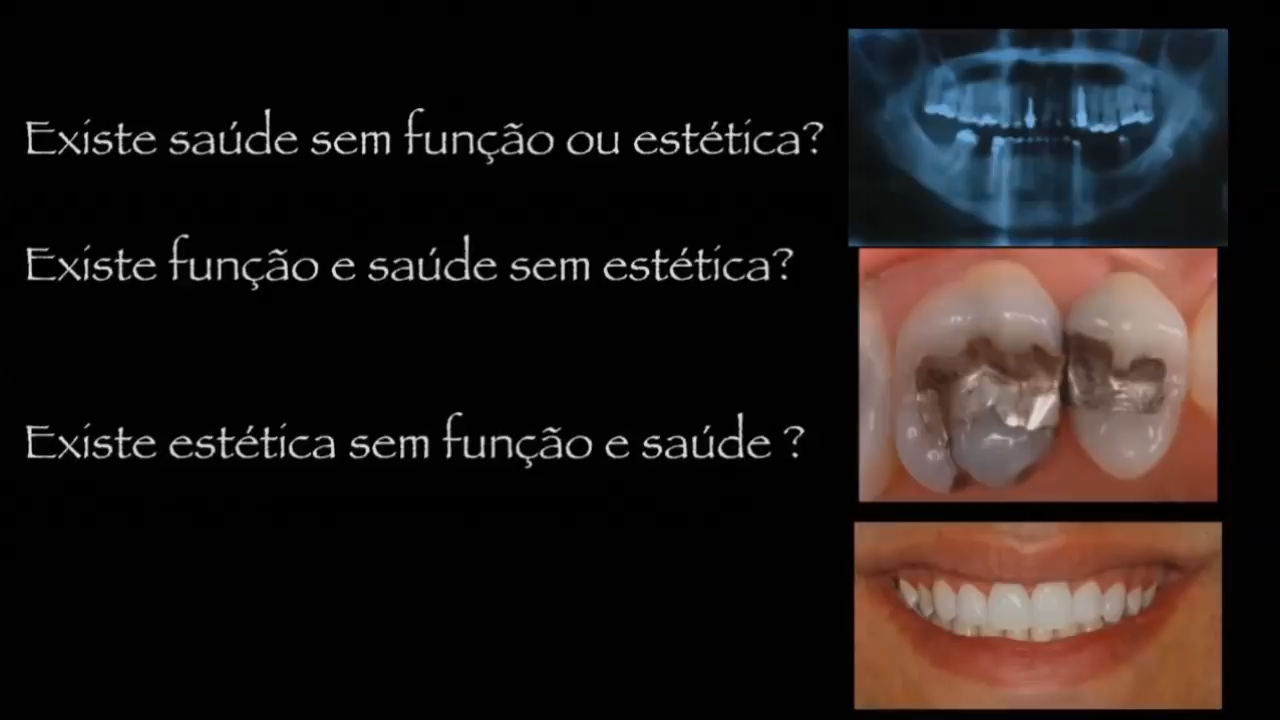 Existe saúde sem função ou estética?
Existe função e saúde sem estética?
Existe estética sem função e saúde ?